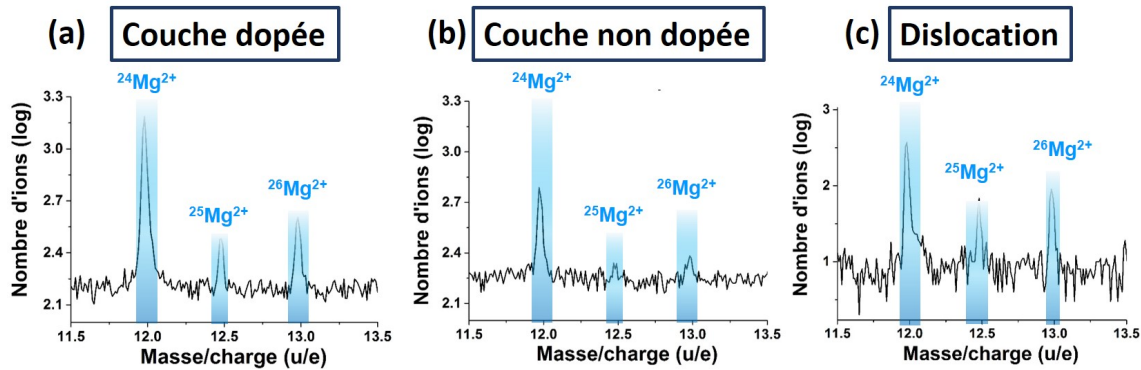 (a) Couche dopée
²⁴Mg²⁺
²⁵Mg²⁺
²⁶Mg²⁺
Nombre d'ions (log)
3.3
3.0
2.7
2.4
2.1
11.5 12.0 12.5 13.0 13.5
Masse/charge (u/e)
(b) Couche non dopée
²⁴Mg²⁺
²⁵Mg²⁺
²⁶Mg²⁺
Nombre d'ions (log)
3.3
3.0
2.7
2.4
2.1
11.5 12.0 12.5 13.0 13.5
Masse/charge (u/e)
(c) Dislocation
²⁴Mg²⁺
²⁵Mg²⁺
²⁶Mg²⁺
Nombre d'ions (log)
3
2
1
11.5 12.0 12.5 13.0 13.5
Masse/charge (u/e)